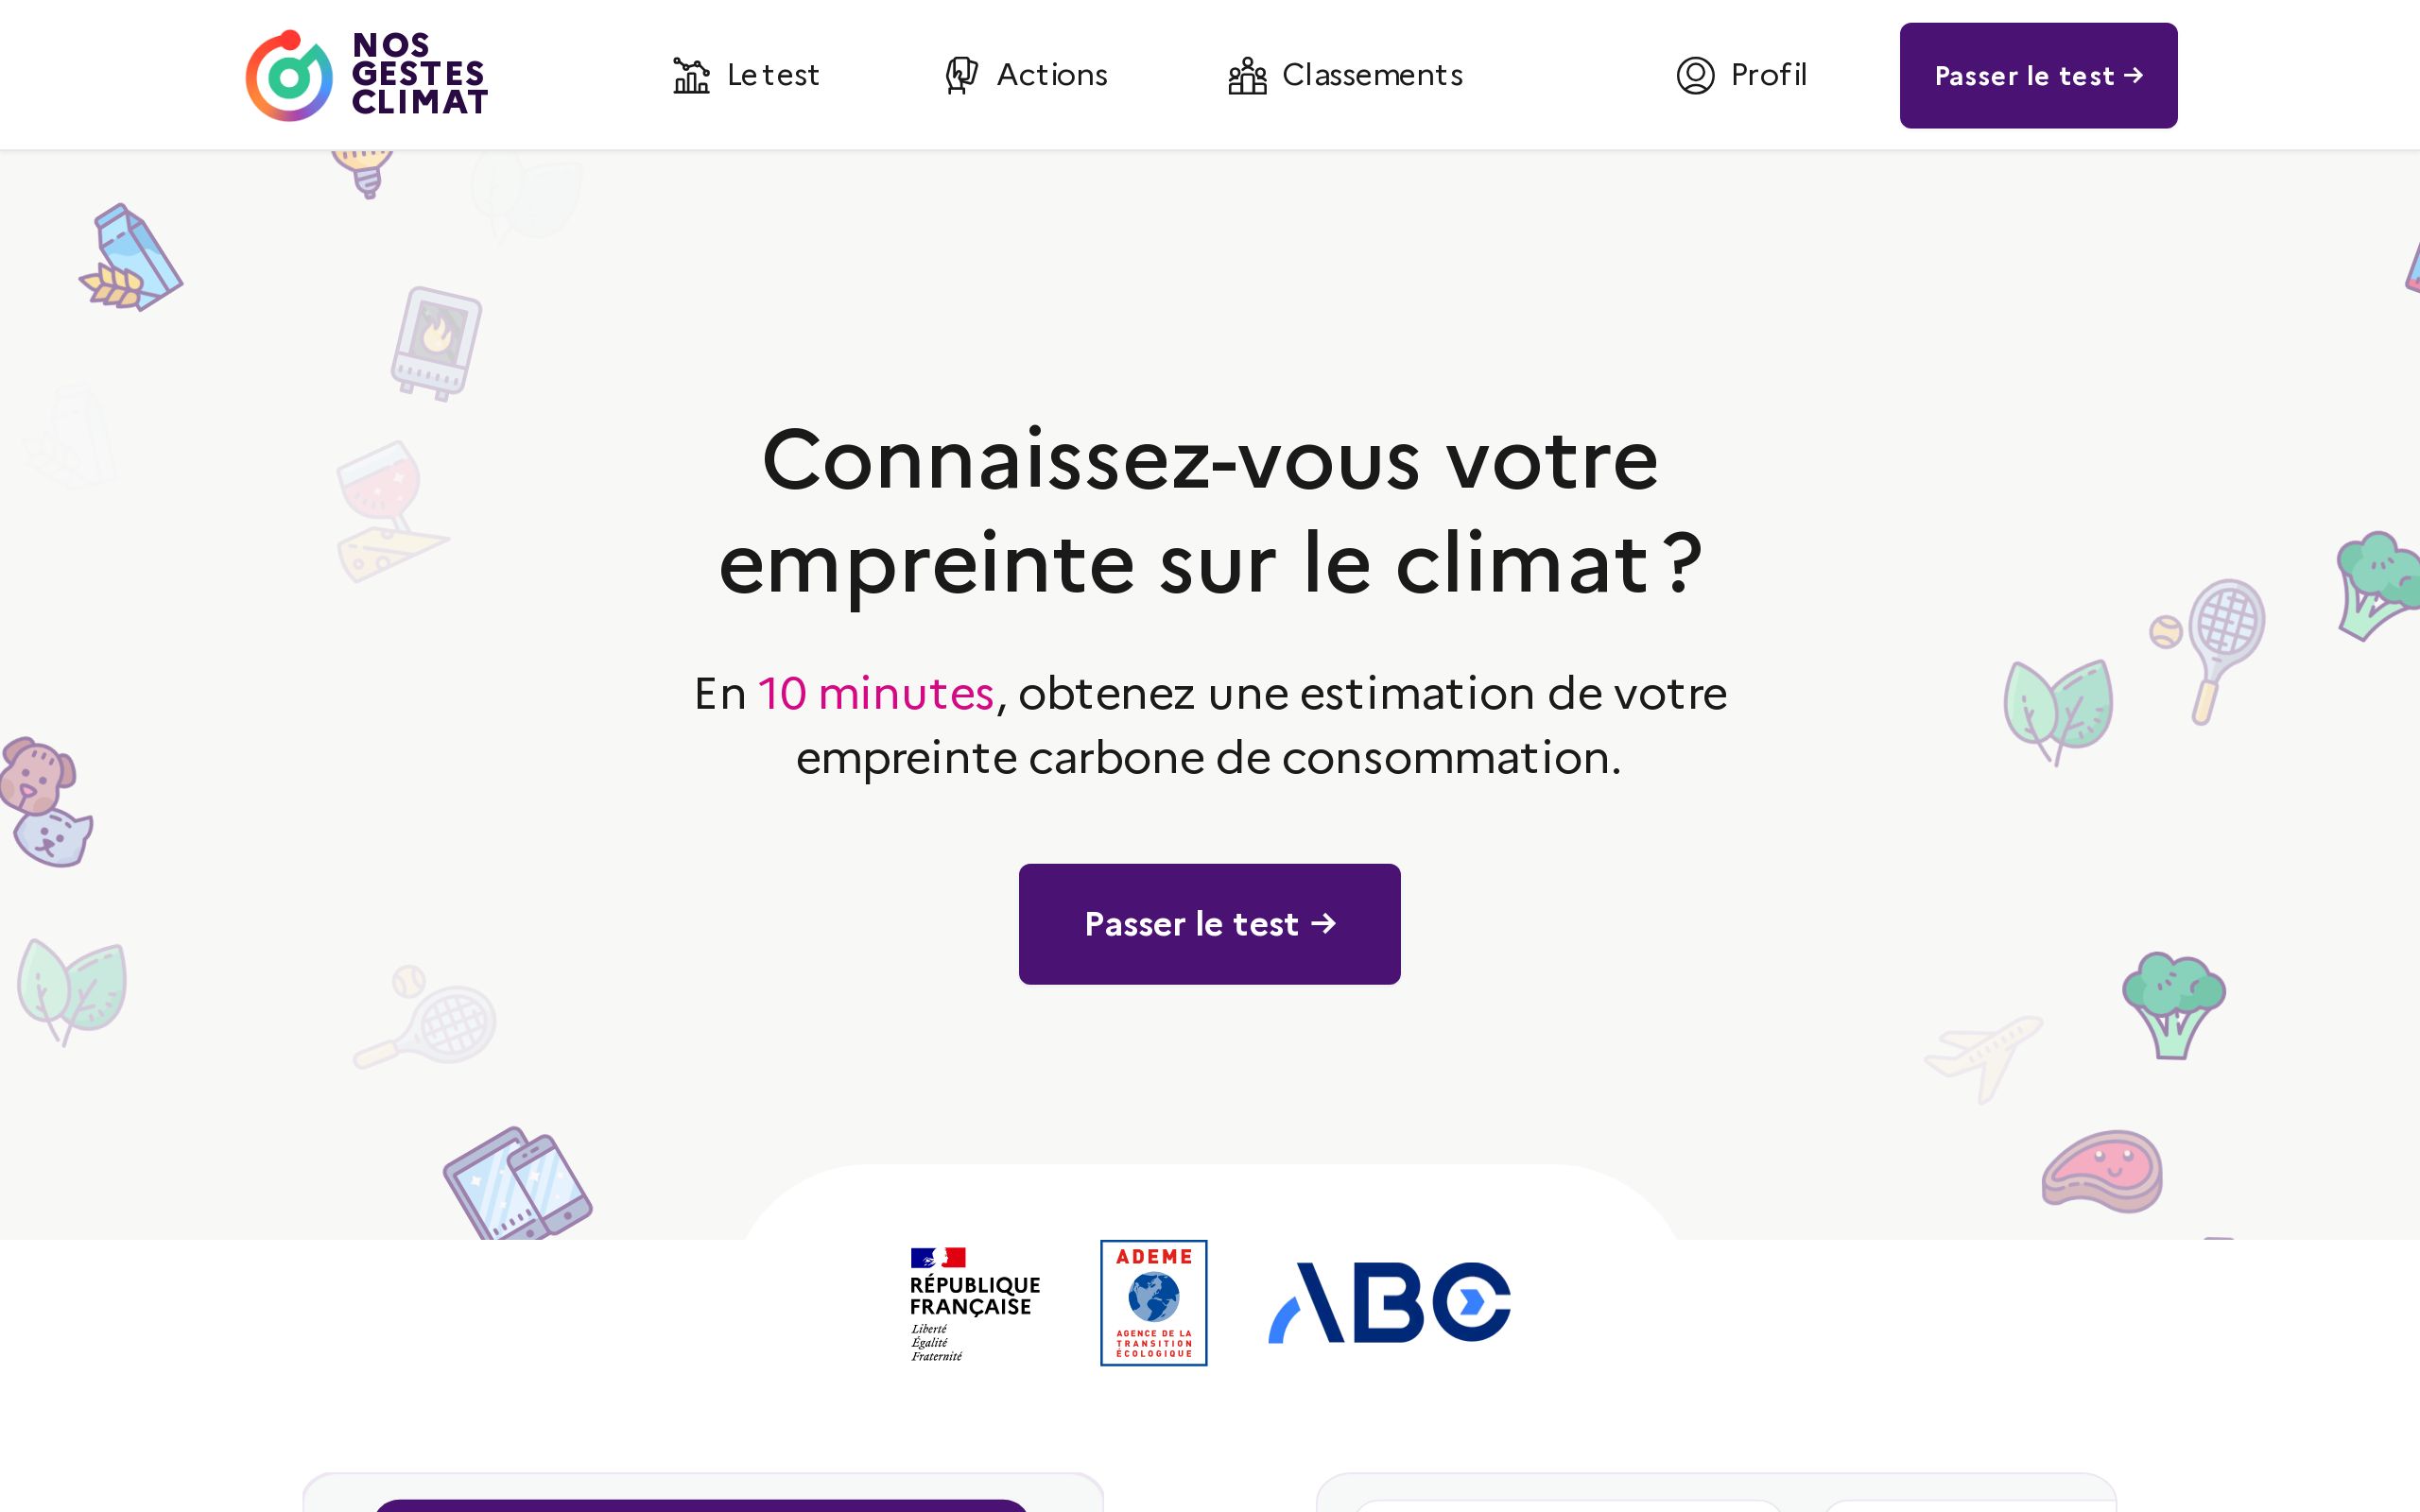 NOS
GESTES
CLIMAT
Le test
Actions
Classements
Profil
Passer le test →
Connaissez-vous votre
empreinte sur le climat ?
En 10 minutes, obtenez une estimation de votre
empreinte carbone de consommation.
Passer le test →
RÉPUBLIQUE
FRANÇAISE
Liberté
Égalité
Fraternité
ADEME
AGENCE DE LA
TRANSITION
ÉCOLOGIQUE
ABC